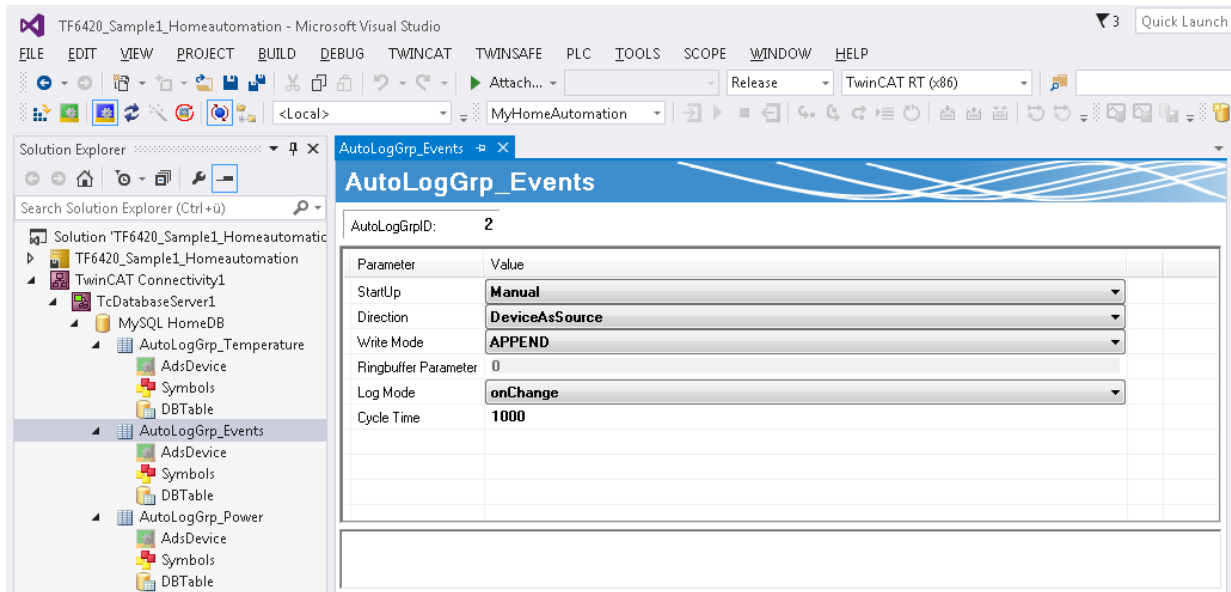 TF6420_Sample1_Homeautomation - Microsoft Visual Studio
3
Quick Launch
FILE EDIT VIEW PROJECT BUILD DEBUG TWINCAT TWINSAFE PLC TOOLS SCOPE WINDOW HELP
Attach...
Release
TwinCAT RT (x86)
<Local>
MyHomeAutomation
Solution Explorer
Search Solution Explorer (Ctrl+ü)
Solution 'TF6420_Sample1_Homeautomatic
TF6420_Sample1_Homeautomation
TwinCAT Connectivity1
TcDatabaseServer1
MySQL HomeDB
AutoLogGrp_Temperature
AdsDevice
Symbols
DBTable
AutoLogGrp_Events
AdsDevice
Symbols
DBTable
AutoLogGrp_Power
AdsDevice
Symbols
DBTable
AutoLogGrp_Events
AutoLogGrp_Events
AutoLogGrpID: 2
Parameter Value
StartUp Manual
Direction DeviceAsSource
Write Mode APPEND
Ringbuffer Parameter 0
Log Mode onChange
Cycle Time 1000